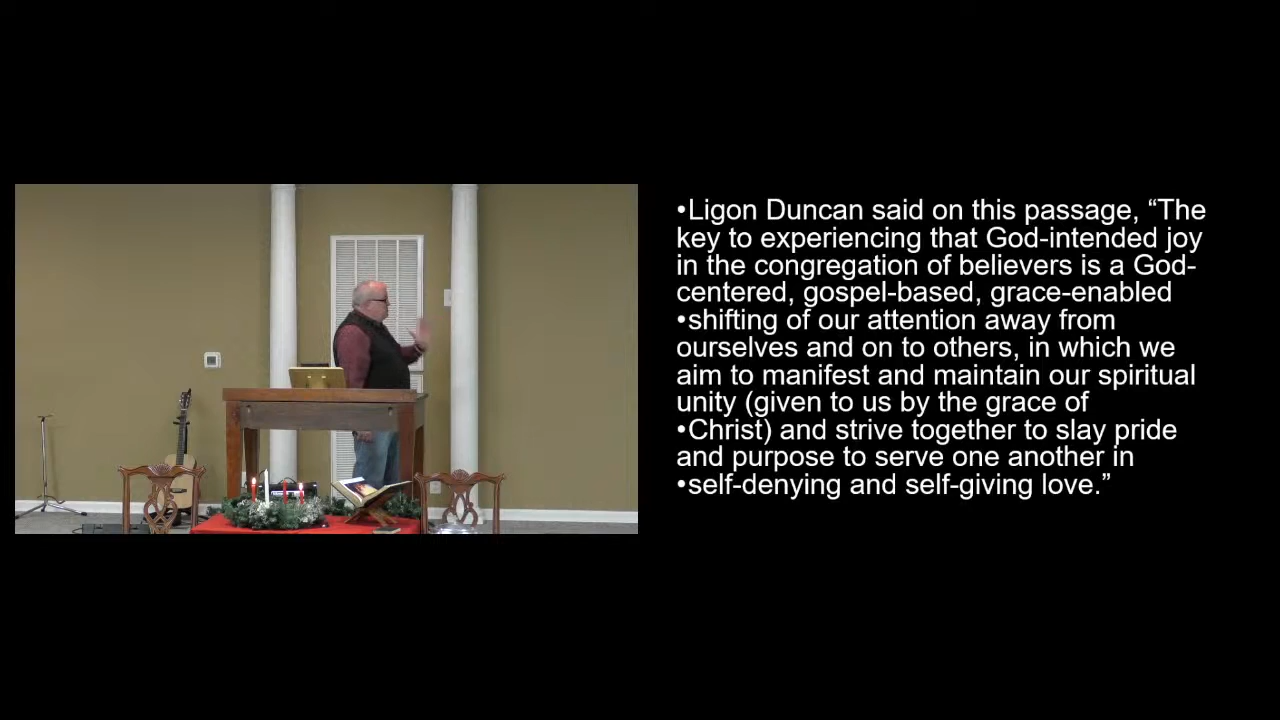 •Ligon Duncan said on this passage, “The
key to experiencing that God-intended joy
in the congregation of believers is a God-
centered, gospel-based, grace-enabled
•shifting of our attention away from
ourselves and on to others, in which we
aim to manifest and maintain our spiritual
unity (given to us by the grace of
•Christ) and strive together to slay pride
and purpose to serve one another in
•self-denying and self-giving love.”